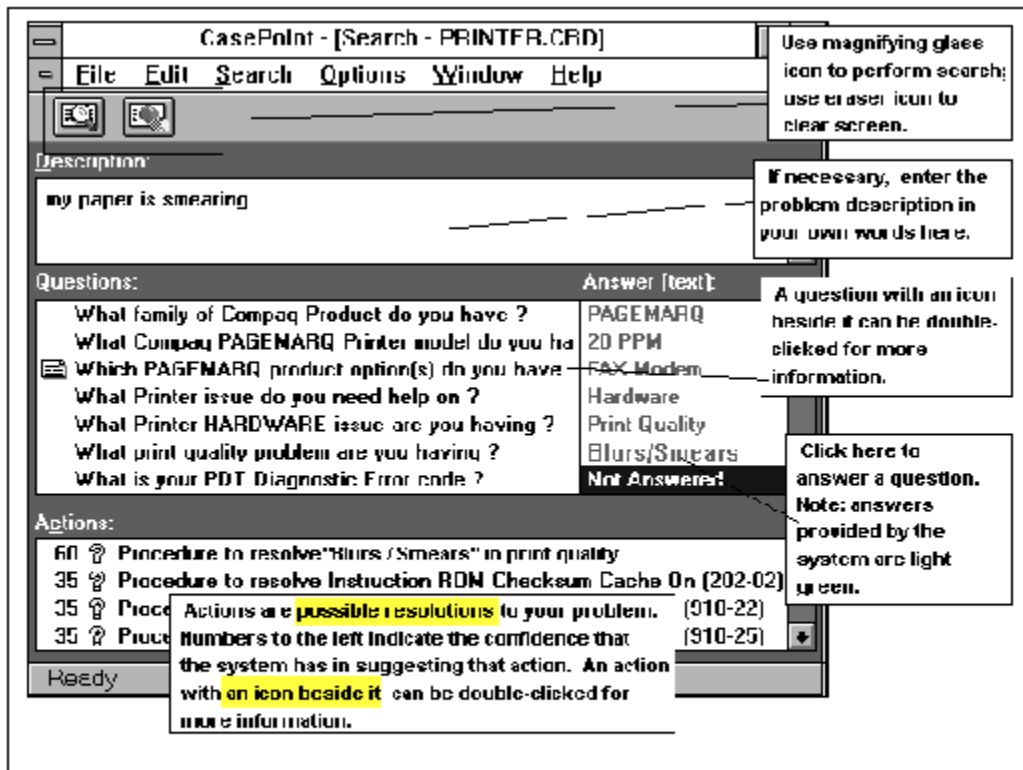 CasePoint - [Search - PRINTER.CRD]
File Edit Search Options Window Help
Use magnifying glass
icon to perform search;
use eraser icon to
clear screen.
Description:
my paper is smearing
If necessary, enter the
problem description in
your own words here.
Questions: Answer [text]:
What family of Compaq Product do you have ? PAGEMARQ
What Compaq PAGEMARQ Printer model do you ha 20 PPM
Which PAGEMARQ product option(s) do you have FAX Modem
What Printer issue do you need help on ? Hardware
What Printer HARDWARE issue are you having ? Print Quality
What print quality problem are you having ? Blurs/Smears
What is your PDT Diagnostic Error code ? Not Answered
A question with an icon
beside it can be double-
clicked for more
information.
Click here to
answer a question.
Note: answers
provided by the
system are light
green.
Actions:
60 Procedure to resolve "Blurs / Smears" in print quality
35 Procedure to resolve Instruction ROM Checksum Cache On (202-02)
35 Proce (910-22)
35 Proce (910-25)
Actions are possible resolutions to your problem.
Numbers to the left indicate the confidence that
the system has in suggesting that action. An action
with an icon beside it can be double-clicked for
more information.
Ready